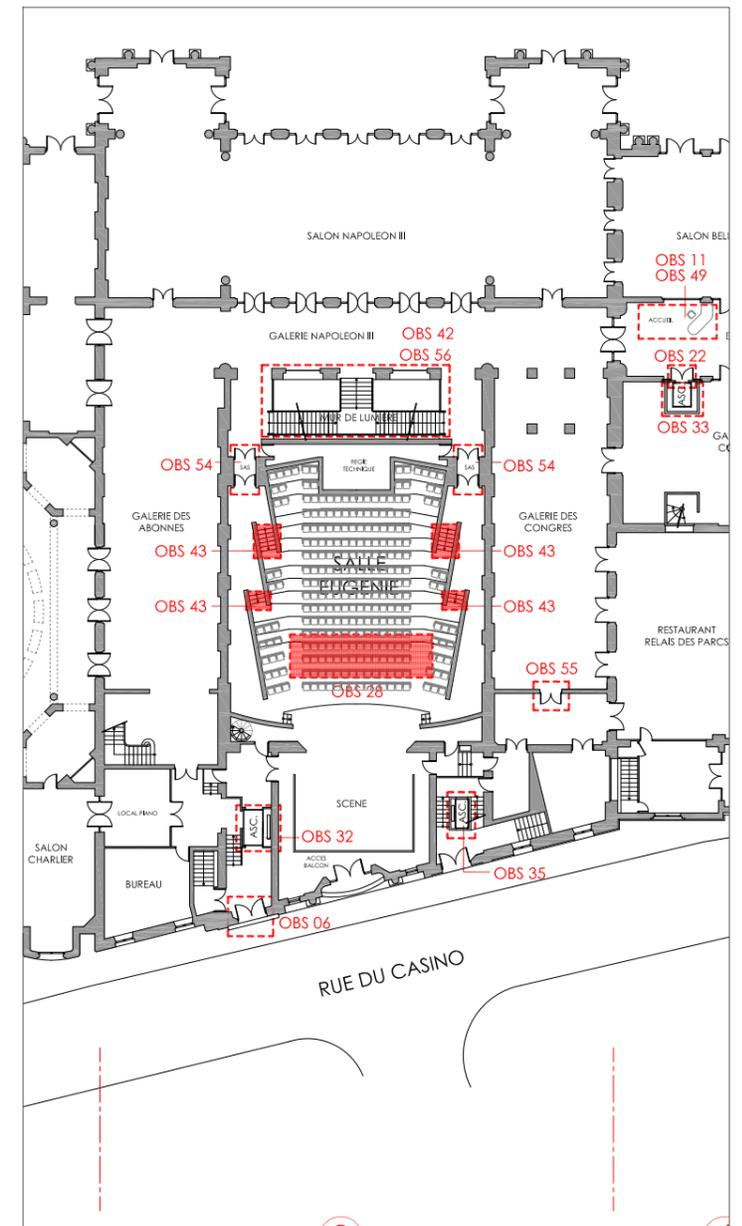 SALON NAPOLEON III
SALON BEL
OBS 11
OBS 49
ACCUEIL
GALERIE NAPOLEON III
OBS 42
OBS 56
OBS 22
ASC.
OBS 33
MUR DE LUMIERE
OBS 54
SAS
REGIE
TECHNIQUE
SAS
OBS 54
GA
CO
GALERIE DES
ABONNES
GALERIE DES
CONGRES
OBS 43
OBS 43
SALLE
EUGENIE
OBS 43
OBS 43
RESTAURANT
RELAIS DES PARCS
OBS 55
OBS 28
SCENE
LOCAL PIANO
ASC.
ASC.
OBS 32
SALON
CHARLIER
ACCES
BALCON
OBS 35
BUREAU
OBS 06
RUE DU CASINO